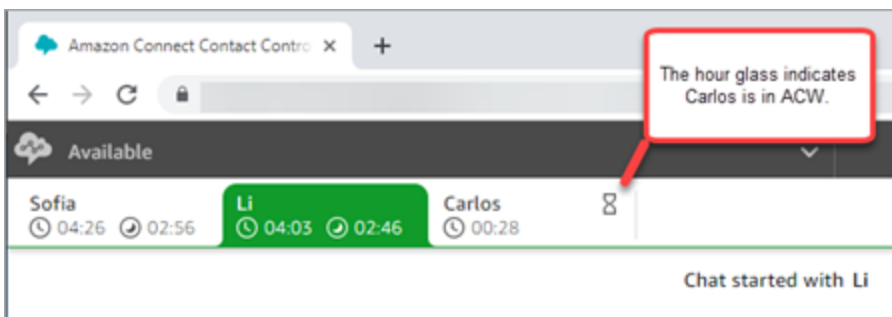 Amazon Connect Contact Contro
The hour glass indicates
Carlos is in ACW.
Available
Sofia
04:26 02:56
Li
04:03 02:46
Carlos
00:28
Chat started with Li